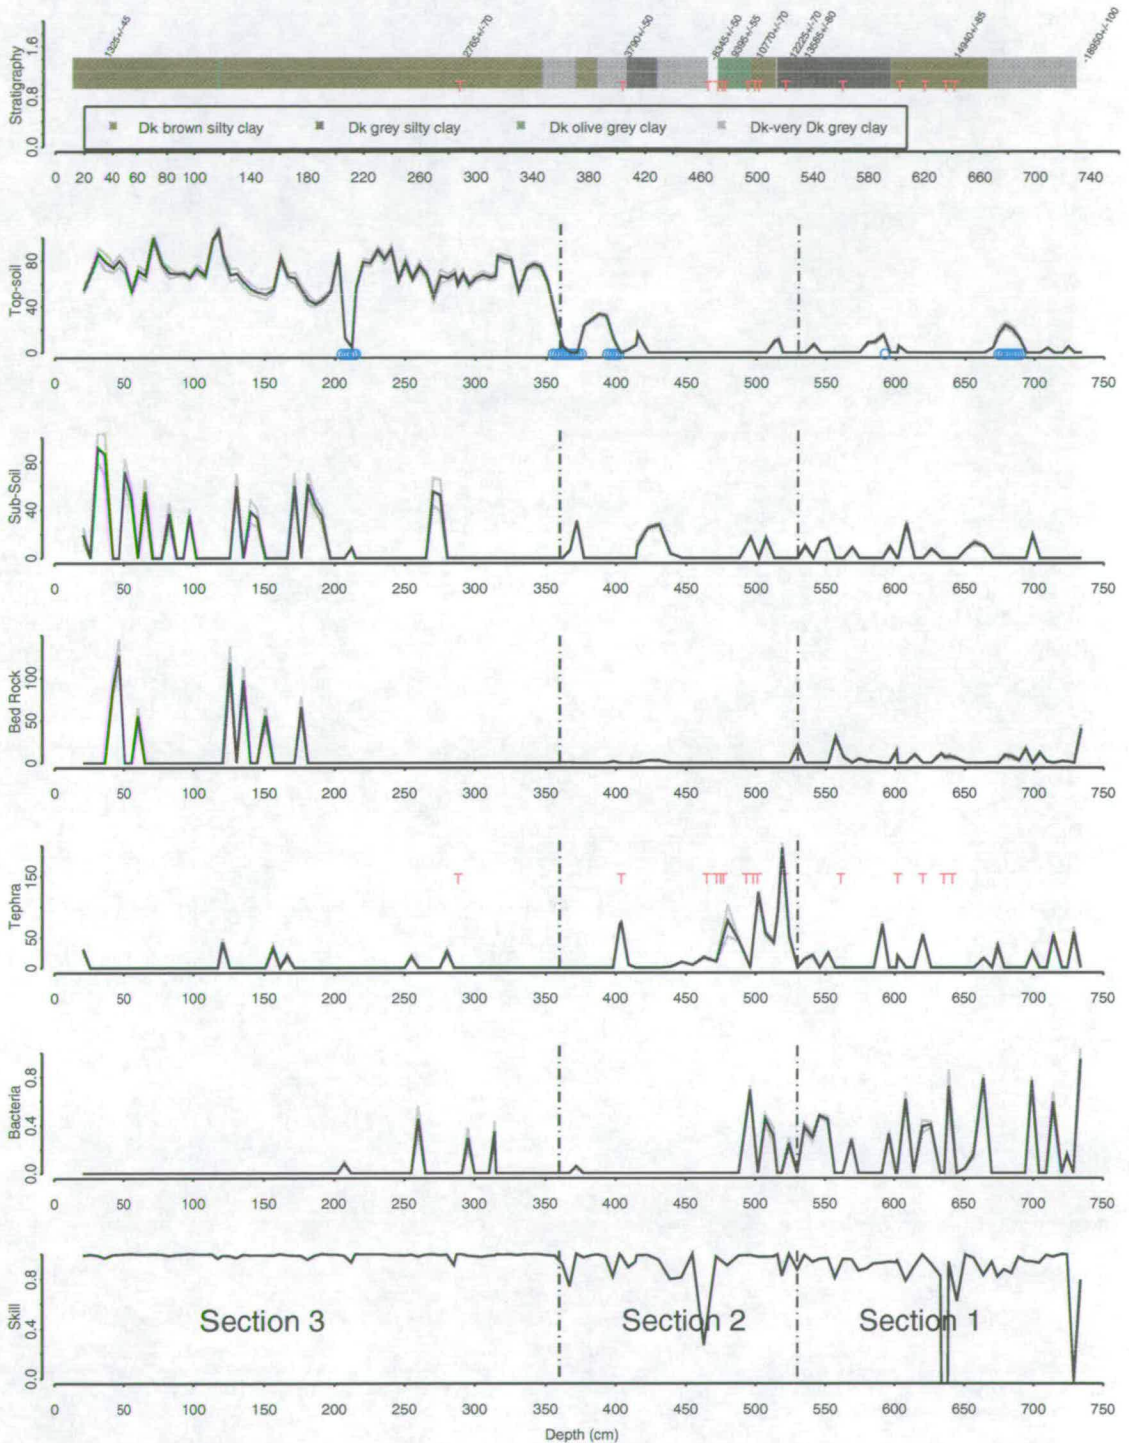 1325+/-45 2765+/-70 3790+/-50 8345+/-50 9395+/-55 10770+/-70 12225+/-70 13585+/-80 14940+/-85 -18950+/-100
Stratigraphy
0.0 0.8 1.6
T T T T T T T T T T T T T T T
Dk brown silty clay Dk grey silty clay Dk olive grey clay Dk-very Dk grey clay
0 20 40 60 80 100 140 180 220 260 300 340 380 420 460 500 540 580 620 660 700 740
Top-soil
0 40 80
0 50 100 150 200 250 300 350 400 450 500 550 600 650 700 750
Sub-Soil
0 40 80
0 50 100 150 200 250 300 350 400 450 500 550 600 650 700 750
Bed Rock
0 50 100
0 50 100 150 200 250 300 350 400 450 500 550 600 650 700 750
Tephra
0 50 150
T T T T T T T T T T T T T T
0 50 100 150 200 250 300 350 400 450 500 550 600 650 700 750
Bacteria
0.0 0.4 0.8
0 50 100 150 200 250 300 350 400 450 500 550 600 650 700 750
Skill
0.0 0.4 0.8
Section 3 Section 2 Section 1
0 50 100 150 200 250 300 350 400 450 500 550 600 650 700 750
Depth (cm)